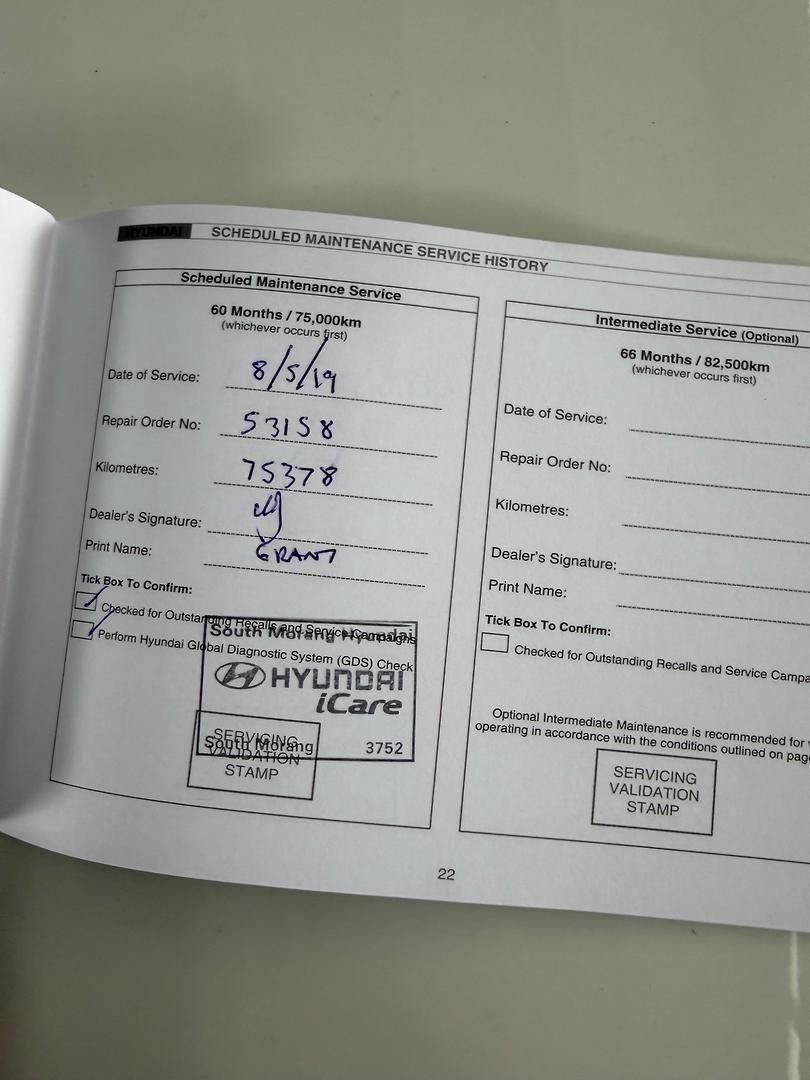 HYUNDAI SCHEDULED MAINTENANCE SERVICE HISTORY
Scheduled Maintenance Service
60 Months / 75,000km
(whichever occurs first)
Date of Service: 8/5/19
Repair Order No: 53158
Kilometres: 75378
Dealer's Signature:
Print Name: GRANT
Tick Box To Confirm:
Checked for Outstanding Recalls and Service Campaigns
Perform Hyundai Global Diagnostic System (GDS) Check
South Morang Hyundai
HYUNDAI
iCare
South Morang 3752
SERVICING
VALIDATION
STAMP
Intermediate Service (Optional)
66 Months / 82,500km
(whichever occurs first)
Date of Service:
Repair Order No:
Kilometres:
Dealer's Signature:
Print Name:
Tick Box To Confirm:
Checked for Outstanding Recalls and Service Campa
Optional Intermediate Maintenance is recommended for
operating in accordance with the conditions outlined on pag
SERVICING
VALIDATION
STAMP
22